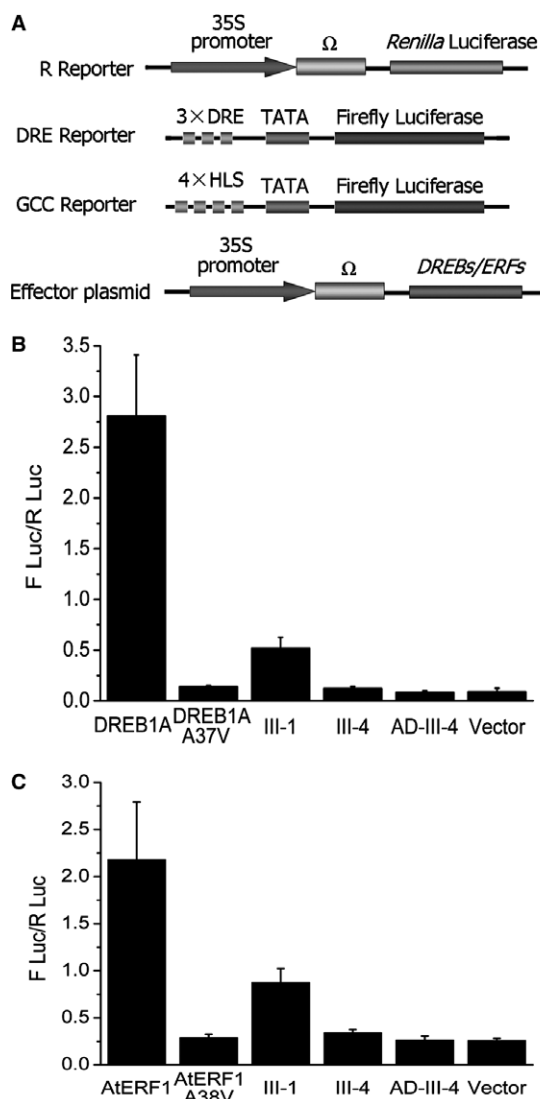 A
35S
promoter
Ω
Renilla Luciferase
R Reporter
3×DRE
TATA
Firefly Luciferase
DRE Reporter
4×HLS
TATA
Firefly Luciferase
GCC Reporter
35S
promoter
Ω
DREBs/ERFs
Effector plasmid
B
3.5
3.0
2.5
2.0
1.5
1.0
0.5
0.0
F Luc/R Luc
DREB1A
DREB1A
A37V
III-1
III-4
AD-III-4
Vector
C
3.0
2.5
2.0
1.5
1.0
0.5
0.0
F Luc/R Luc
AtERF1
AtERF1
A38V
III-1
III-4
AD-III-4
Vector